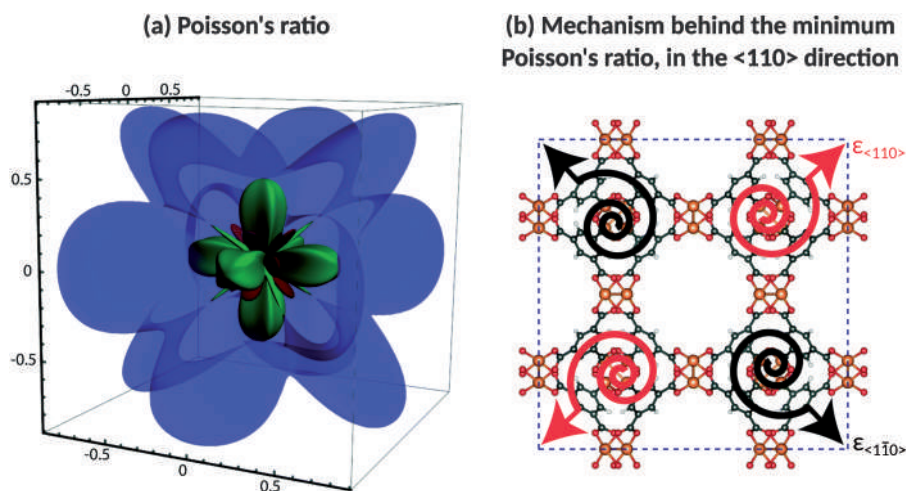 (a) Poisson's ratio
(b) Mechanism behind the minimum
Poisson's ratio, in the <110> direction
-0.5 0 0.5
0.5
0
-0.5
-0.5 0 0.5
ε<110>
ε<11̄0>